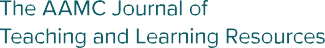 The AAMC Journal of
Teaching and Learning Resources